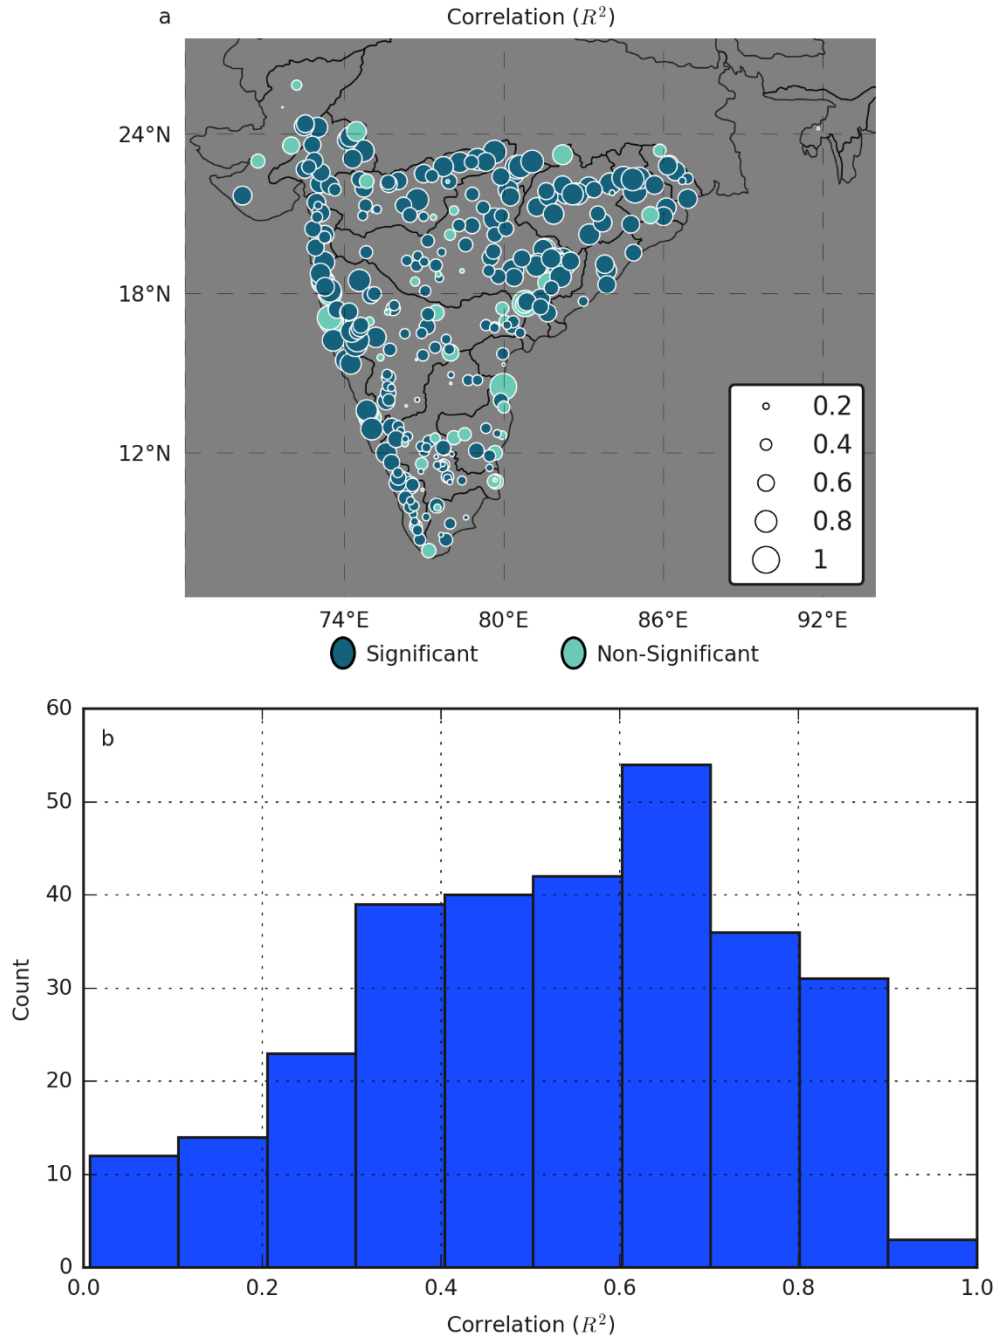 a
Correlation (R²)
24°N
18°N
12°N
0.2
0.4
0.6
0.8
1
74°E 80°E 86°E 92°E
Significant Non-Significant
b
60
50
40
30
20
10
0
Count
0.0 0.2 0.4 0.6 0.8 1.0
Correlation (R²)